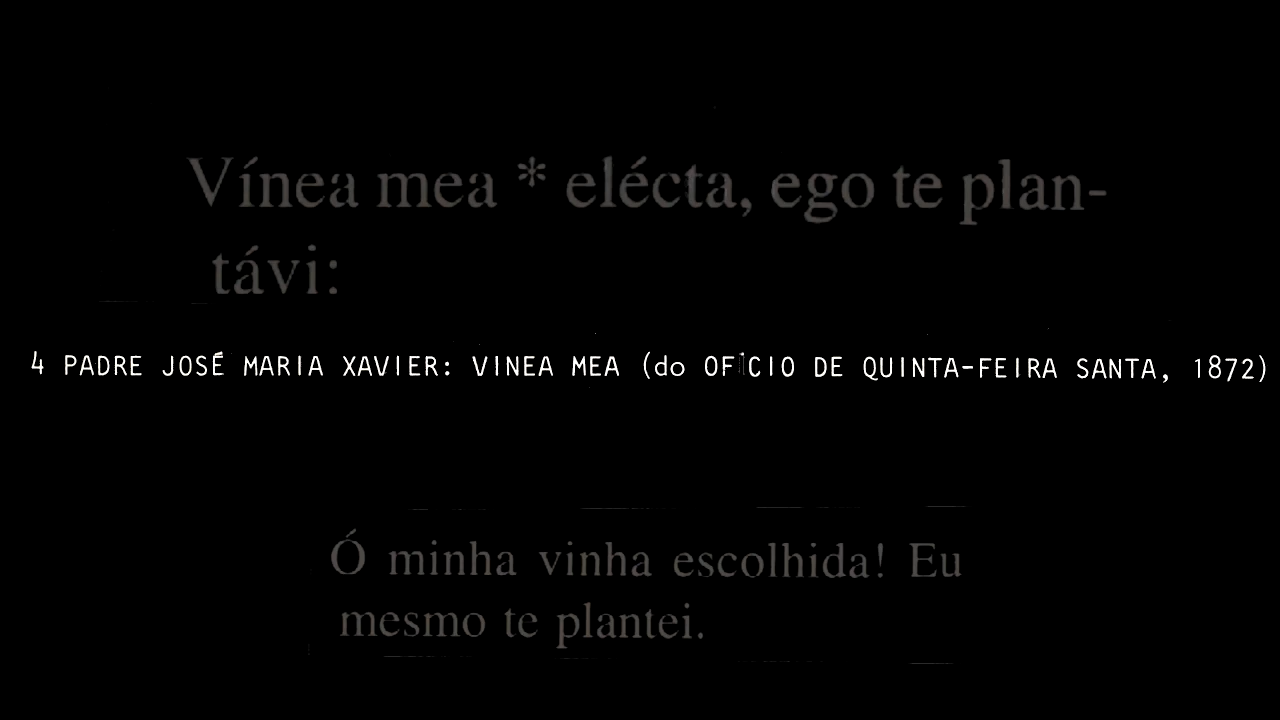 Vínea mea * elécta, ego te plan-
távi:
4 PADRE JOSÉ MARIA XAVIER: VINEA MEA (do OFÍCIO DE QUINTA-FEIRA SANTA, 1872)
Ó minha vinha escolhida! Eu
mesmo te plantei.